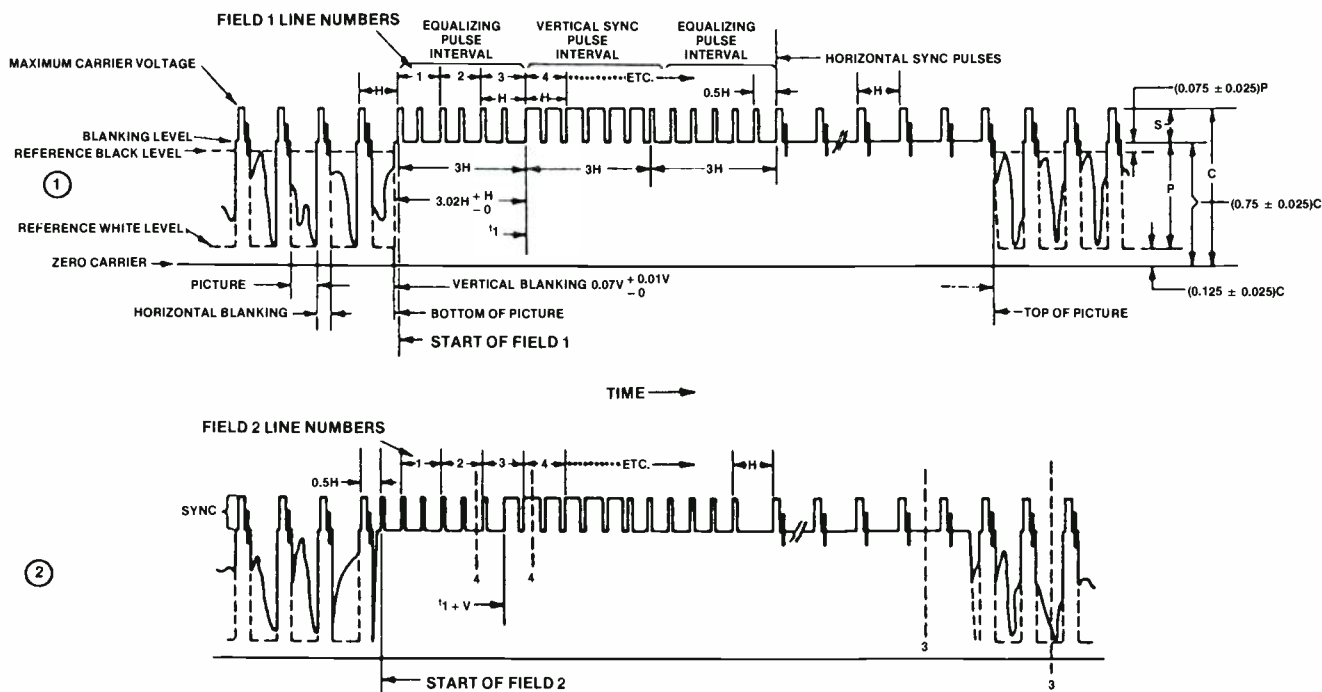 FIELD 1 LINE NUMBERS
EQUALIZING
PULSE
INTERVAL
VERTICAL SYNC
PULSE
INTERVAL
EQUALIZING
PULSE
INTERVAL
HORIZONTAL SYNC PULSES
MAXIMUM CARRIER VOLTAGE
H
1
2
3
4
ETC.
H
H
0.5H
H
(0.075 ± 0.025)P
BLANKING LEVEL
REFERENCE BLACK LEVEL
S
1
3H
3H
3H
P
C
3.02H + H
- 0
(0.75 ± 0.025)C
t1
REFERENCE WHITE LEVEL
ZERO CARRIER
PICTURE
VERTICAL BLANKING 0.07V + 0.01V
- 0
(0.125 ± 0.025)C
HORIZONTAL BLANKING
BOTTOM OF PICTURE
TOP OF PICTURE
START OF FIELD 1
TIME
FIELD 2 LINE NUMBERS
1
2
3
4
ETC.
H
0.5H
SYNC
2
4
4
t1 + V
3
3
START OF FIELD 2